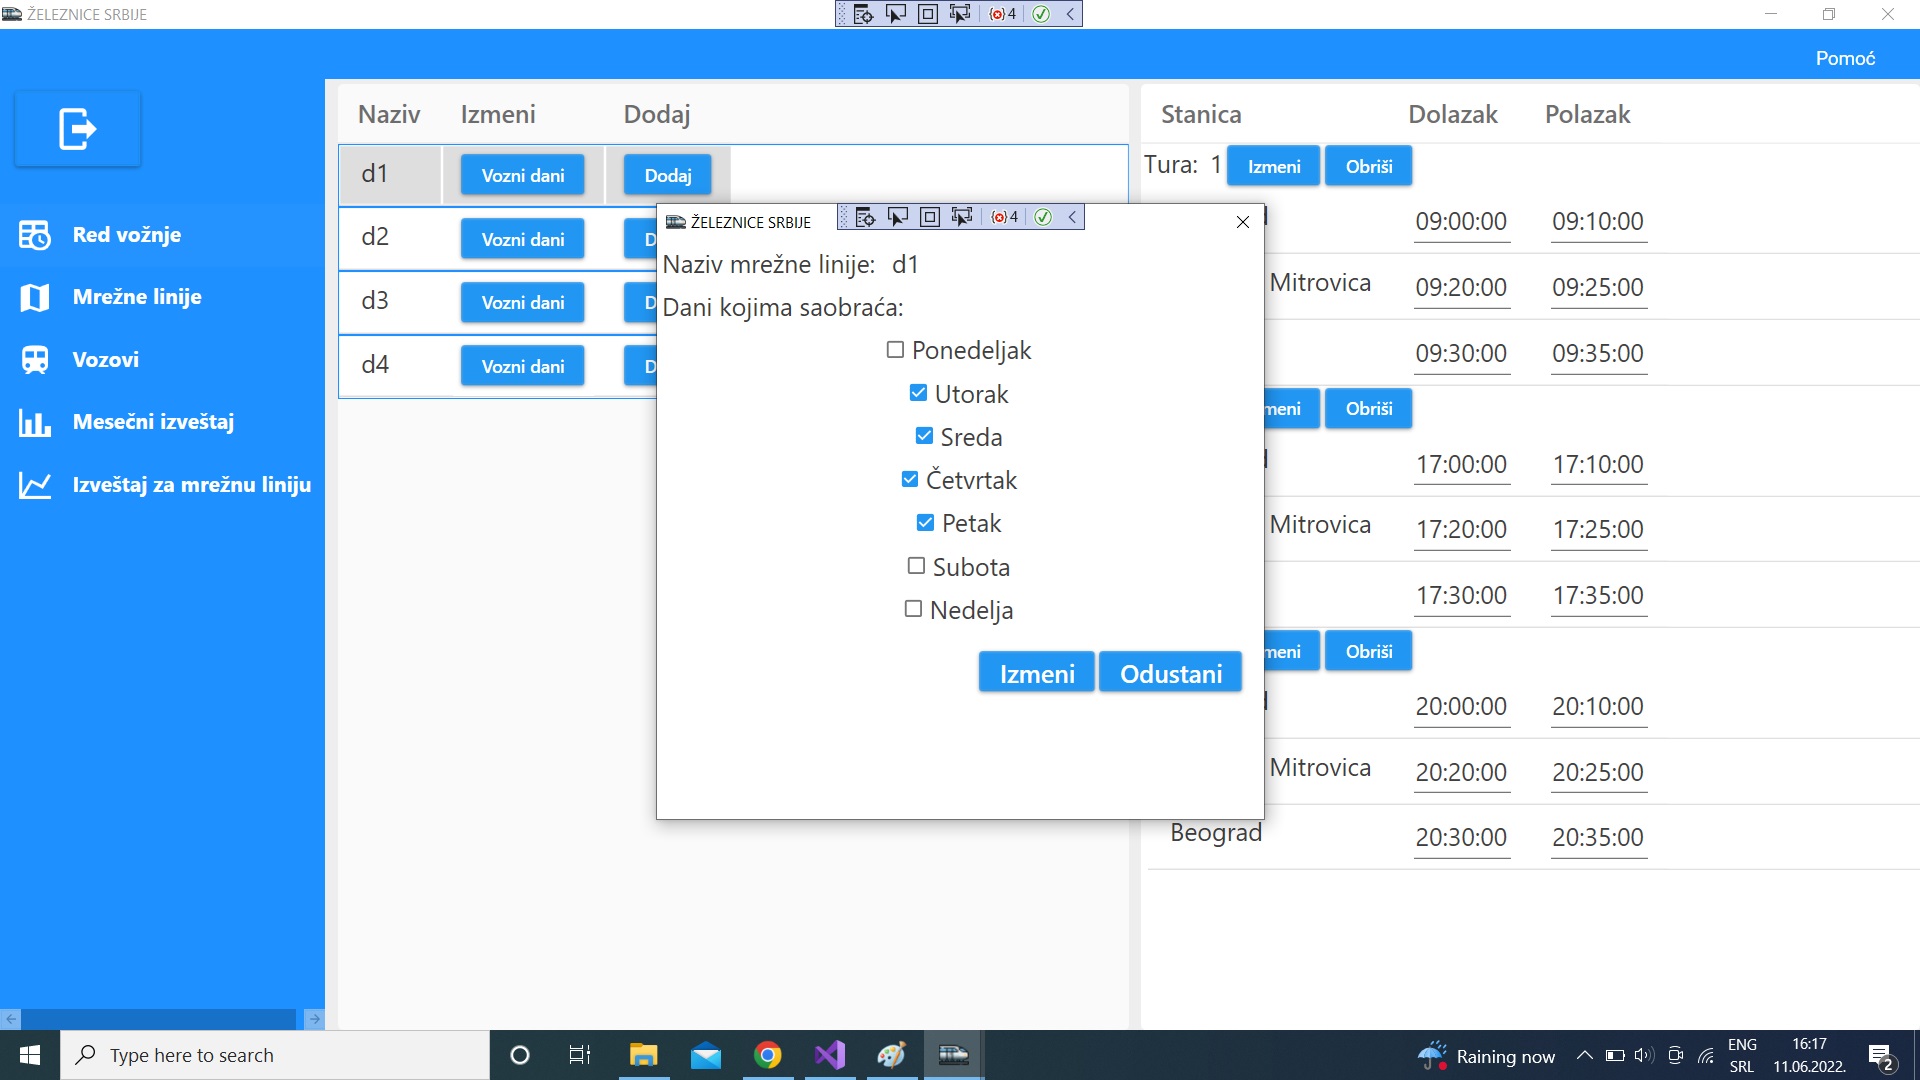 ŽELEZNICE SRBIJE
4
Pomoć
Red vožnje
Mrežne linije
Vozovi
Mesečni izveštaj
Izveštaj za mrežnu liniju
Naziv Izmeni Dodaj
d1 Vozni dani Dodaj
d2 Vozni dani D
d3 Vozni dani D
d4 Vozni dani D
ŽELEZNICE SRBIJE
4
Naziv mrežne linije: d1
Dani kojima saobraća:
Ponedeljak
Utorak
Sreda
Četvrtak
Petak
Subota
Nedelja
Izmeni Odustani
Stanica Dolazak Polazak
Tura: 1 Izmeni Obriši
09:00:00 09:10:00
Mitrovica 09:20:00 09:25:00
09:30:00 09:35:00
meni Obriši
17:00:00 17:10:00
Mitrovica 17:20:00 17:25:00
17:30:00 17:35:00
meni Obriši
20:00:00 20:10:00
Mitrovica 20:20:00 20:25:00
Beograd 20:30:00 20:35:00
Type here to search
Raining now
ENG
SRL
16:17
11.06.2022.
2